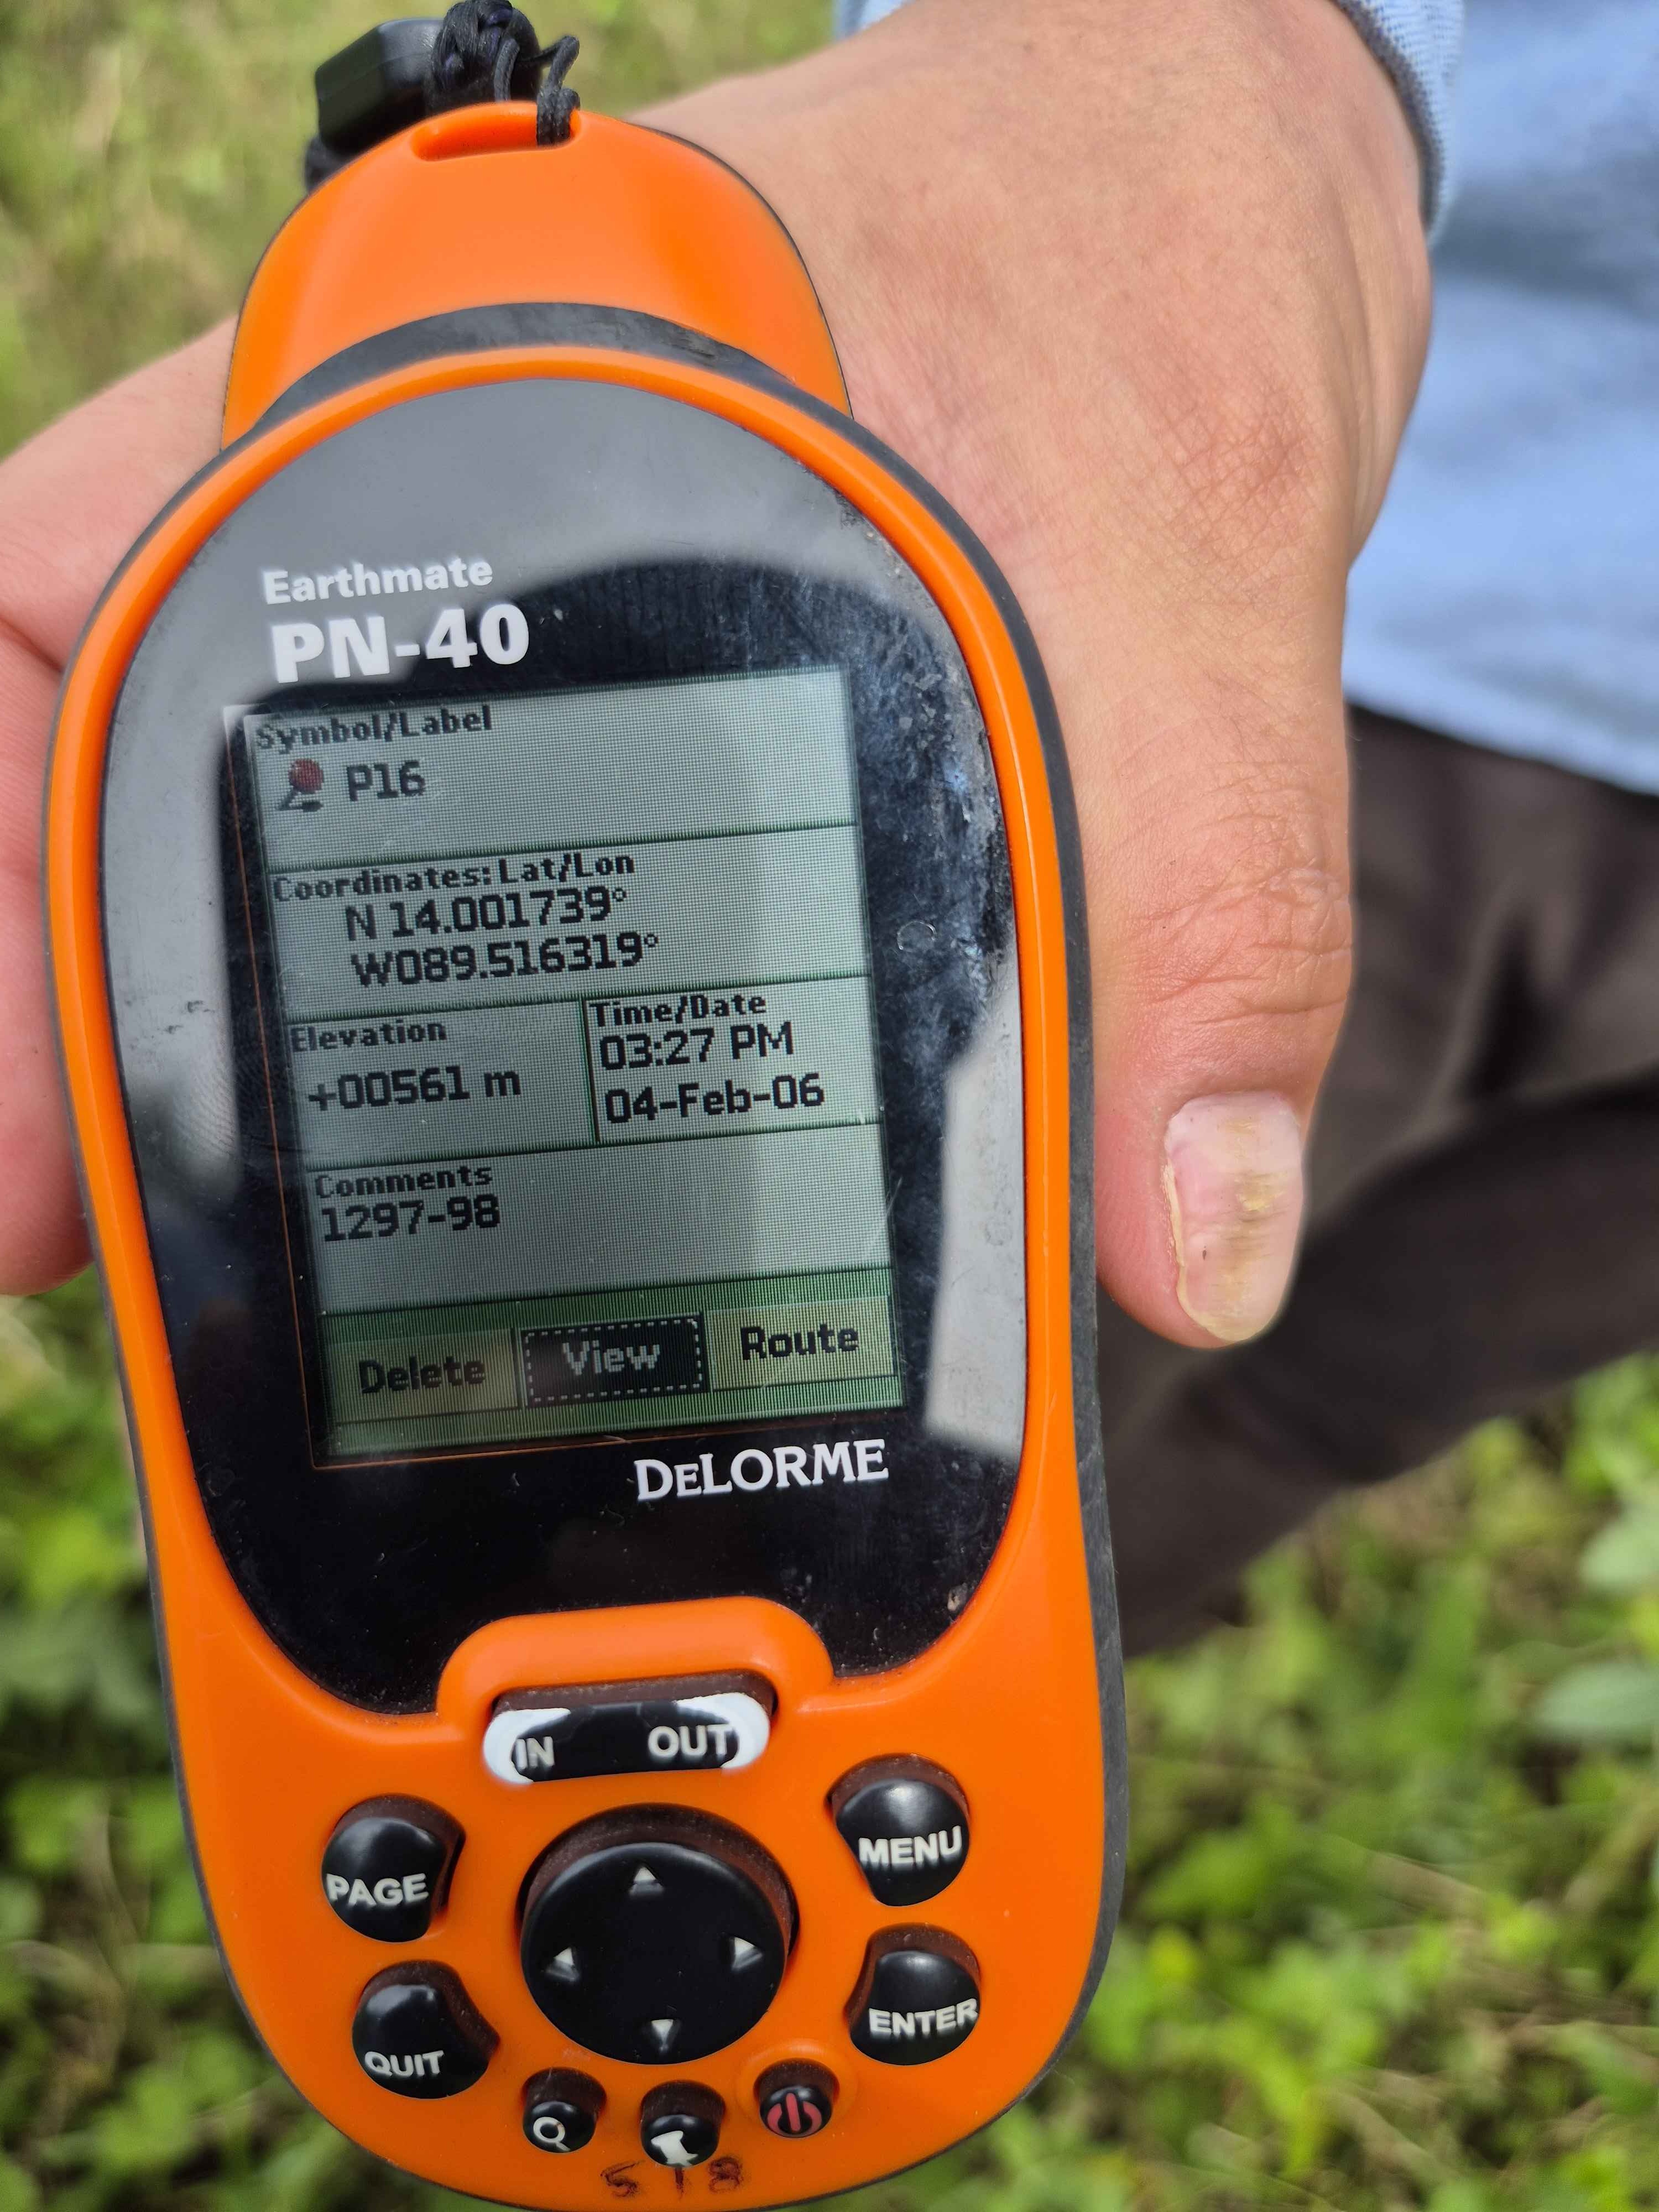 Earthmate
PN-40
Symbol/Label
P16
Coordinates: Lat/Lon
N 14.001739°
W089.516319°
Elevation
+00561 m
Time/Date
03:27 PM
04-Feb-06
Comments
1297-98
Delete View Route
DELORME
IN OUT
PAGE
MENU
QUIT
ENTER